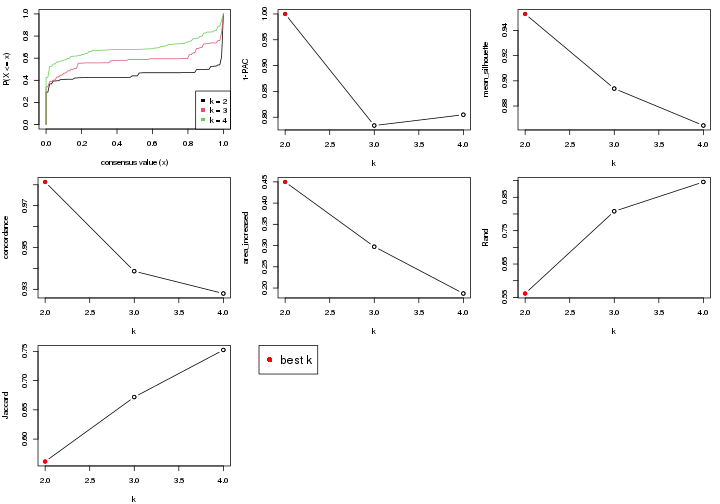 P(X <= x)
0.0 0.2 0.4 0.6 0.8 1.0
k = 2
k = 3
k = 4
0.0 0.2 0.4 0.6 0.8 1.0
consensus value (x)
1-PAC
0.80 0.85 0.90 0.95 1.00
2.0 2.5 3.0 3.5 4.0
k
mean_silhouette
0.88 0.90 0.94
2.0 2.5 3.0 3.5 4.0
k
concordance
0.93 0.95 0.97
2.0 2.5 3.0 3.5 4.0
k
area_increased
0.20 0.25 0.30 0.35 0.40 0.45
2.0 2.5 3.0 3.5 4.0
k
Rand
0.55 0.65 0.75 0.85
2.0 2.5 3.0 3.5 4.0
k
Jaccard
0.60 0.65 0.70 0.75
2.0 2.5 3.0 3.5 4.0
k
best k